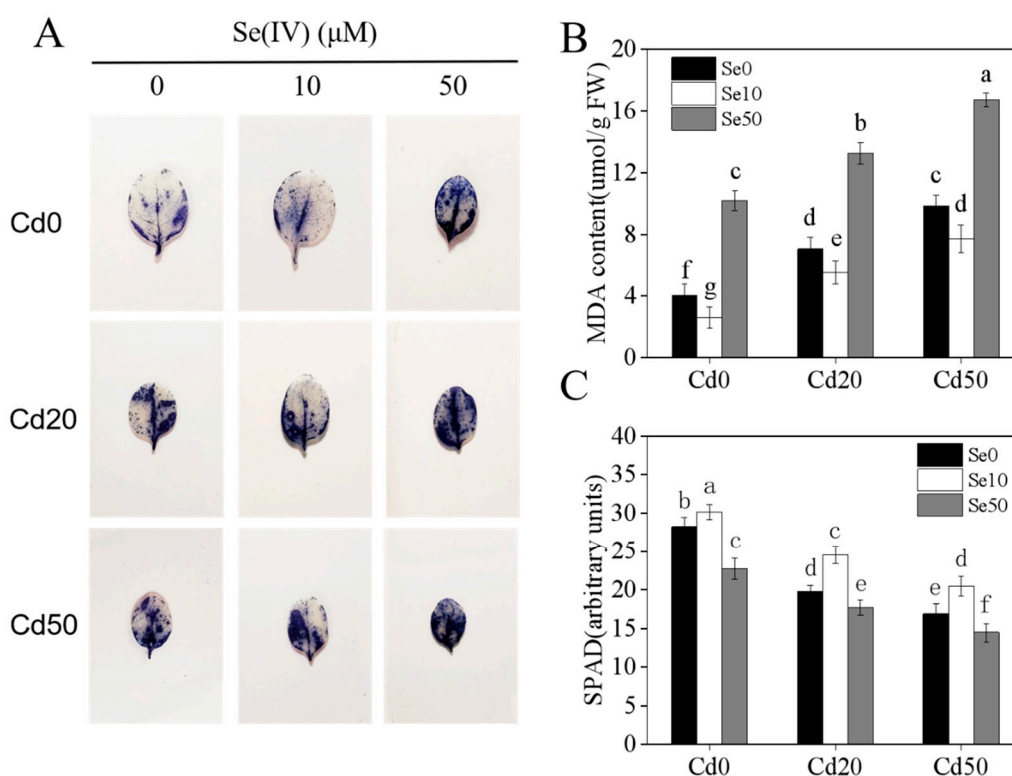 A
Se(IV) (μM)
0 10 50
Cd0
Cd20
Cd50
B
MDA content(umol/g FW)
20
16
12
8
4
0
Se0
Se10
Se50
f g c
d e b
c d a
Cd0 Cd20 Cd50
C
SPAD(arbitrary units)
40
35
30
25
20
15
10
5
0
Se0
Se10
Se50
b a c
d c e
e d f
Cd0 Cd20 Cd50